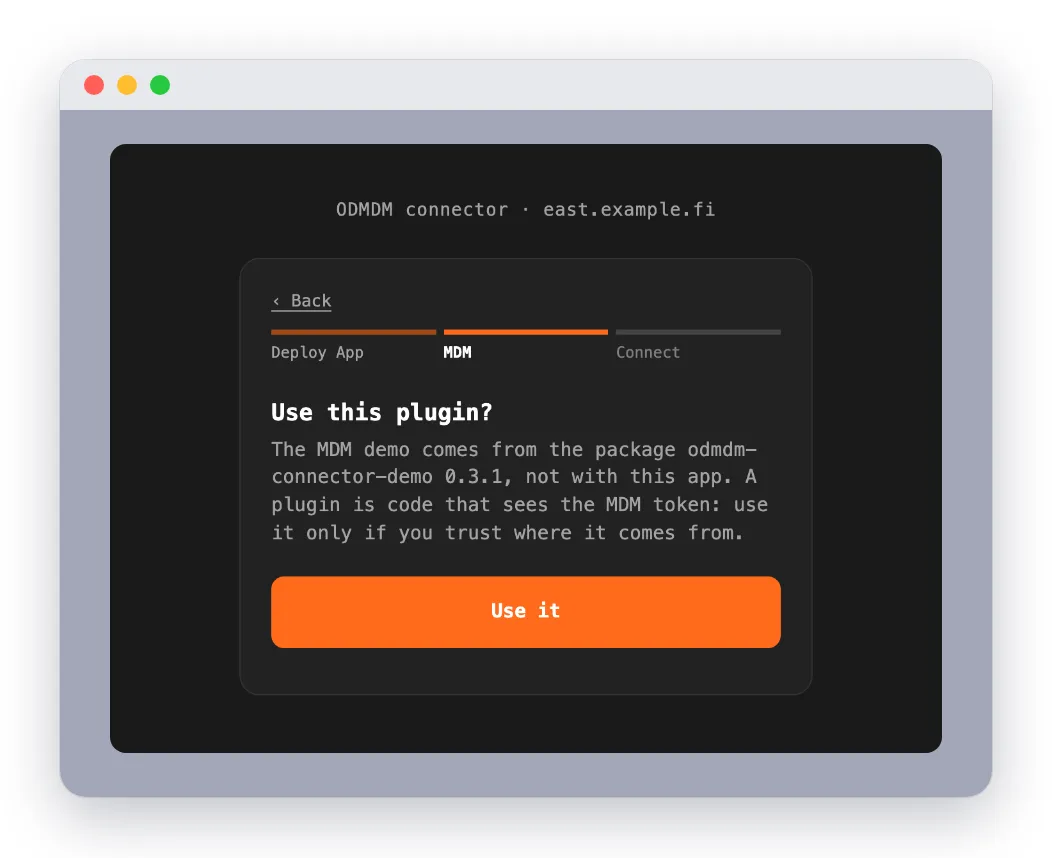 ODMDM connector · east.example.fi
‹ Back
Deploy App
MDM
Connect
Use this plugin?
The MDM demo comes from the package odmdm-
connector-demo 0.3.1, not with this app. A
plugin is code that sees the MDM token: use
it only if you trust where it comes from.
Use it